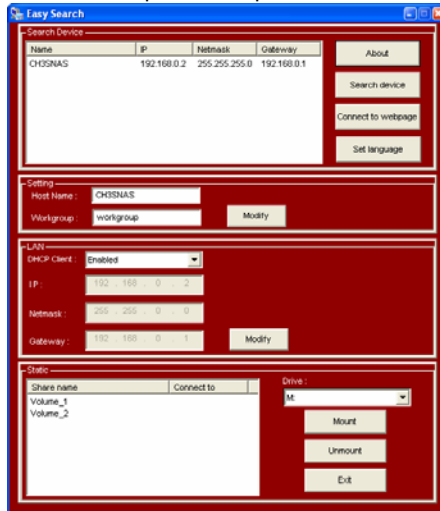 Easy Search
Search Device
Name IP Netmask Gateway
CH3SNAS 192.168.0.2 255.255.255.0 192.168.0.1
About
Search device
Connect to webpage
Set language
Setting
Host Name : CH3SNAS
Workgroup : workgroup
Modify
LAN
DHCP Client : Enabled
IP : 192 . 168 . 0 . 2
Netmask : 255 . 255 . 0 . 0
Gateway : 192 . 168 . 0 . 1
Modify
Static
Share name Connect to
Volume_1
Volume_2
Drive :
M:
Mount
Unmount
Exit